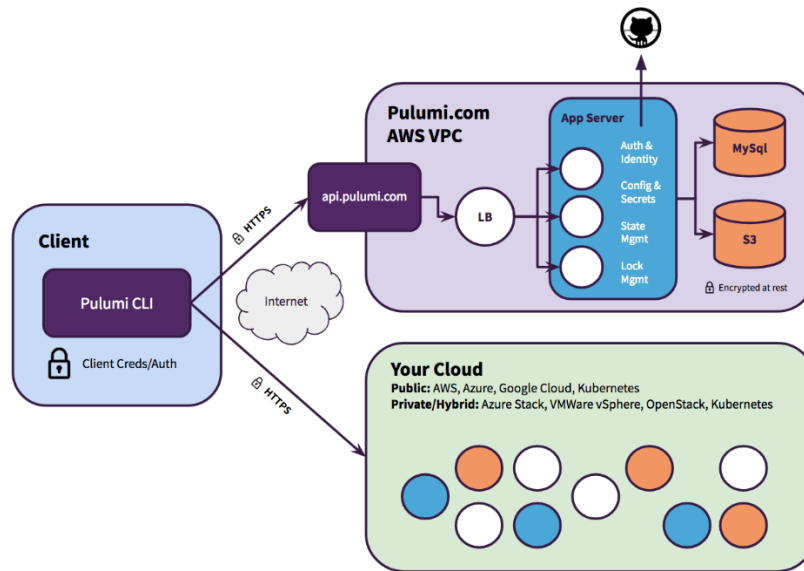 Pulumi.com
AWS VPC
App Server
Auth &
Identity
Config &
Secrets
State
Mgmt
Lock
Mgmt
MySql
S3
Encrypted at rest
api.pulumi.com
LB
HTTPS
Client
Pulumi CLI
Client Creds/Auth
Internet
HTTPS
Your Cloud
Public: AWS, Azure, Google Cloud, Kubernetes
Private/Hybrid: Azure Stack, VMWare vSphere, OpenStack, Kubernetes